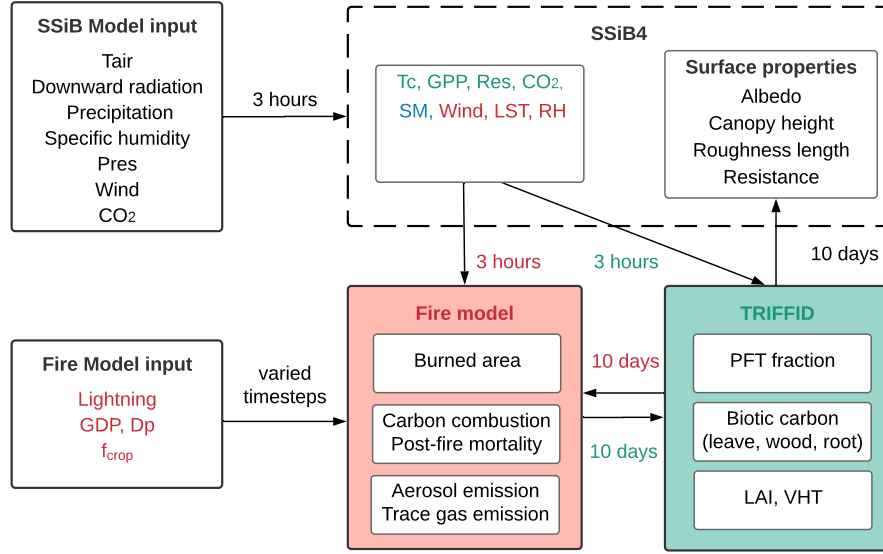 SSiB Model input
Tair
Downward radiation
Precipitation
Specific humidity
Pres
Wind
CO2
3 hours
SSiB4
Tc, GPP, Res, CO2,
SM, Wind, LST, RH
Surface properties
Albedo
Canopy height
Roughness length
Resistance
3 hours
3 hours
10 days
Fire Model input
Lightning
GDP, Dp
fcrop
varied
timesteps
Fire model
Burned area
Carbon combustion
Post-fire mortality
Aerosol emission
Trace gas emission
10 days
10 days
TRIFFID
PFT fraction
Biotic carbon
(leave, wood, root)
LAI, VHT